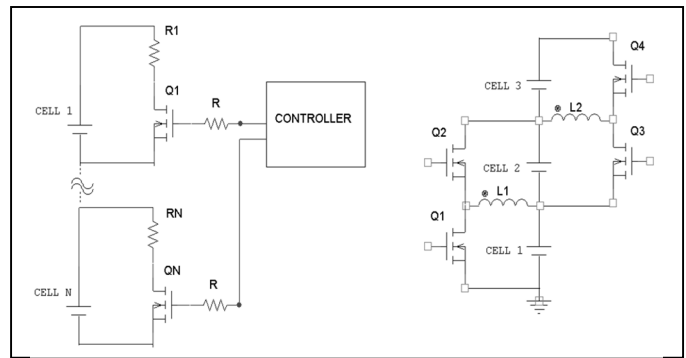 R1
Q1
R
CELL 1
CONTROLLER
RN
QN
R
CELL N
Q4
CELL 3
L2
Q2
Q3
CELL 2
L1
Q1
CELL 1